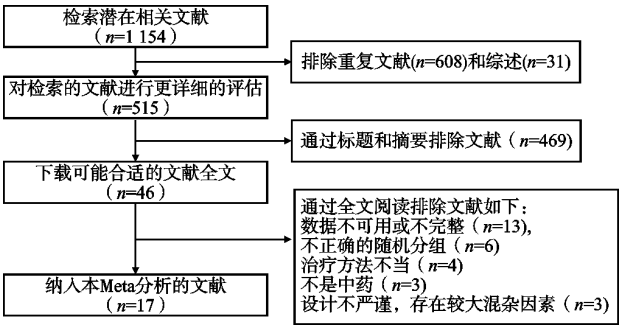 检索潜在相关文献
(n=1 154)
排除重复文献(n=608)和综述(n=31)
对检索的文献进行更详细的评估
(n=515)
通过标题和摘要排除文献（n=469)
下载可能合适的文献全文
(n=46)
通过全文阅读排除文献如下：
数据不可用或不完整（n=13),
不正确的随机分组（n=6)
治疗方法不当（n=4)
不是中药（n=3)
设计不严谨，存在较大混杂因素（n=3)
纳入本Meta分析的文献
(n=17)